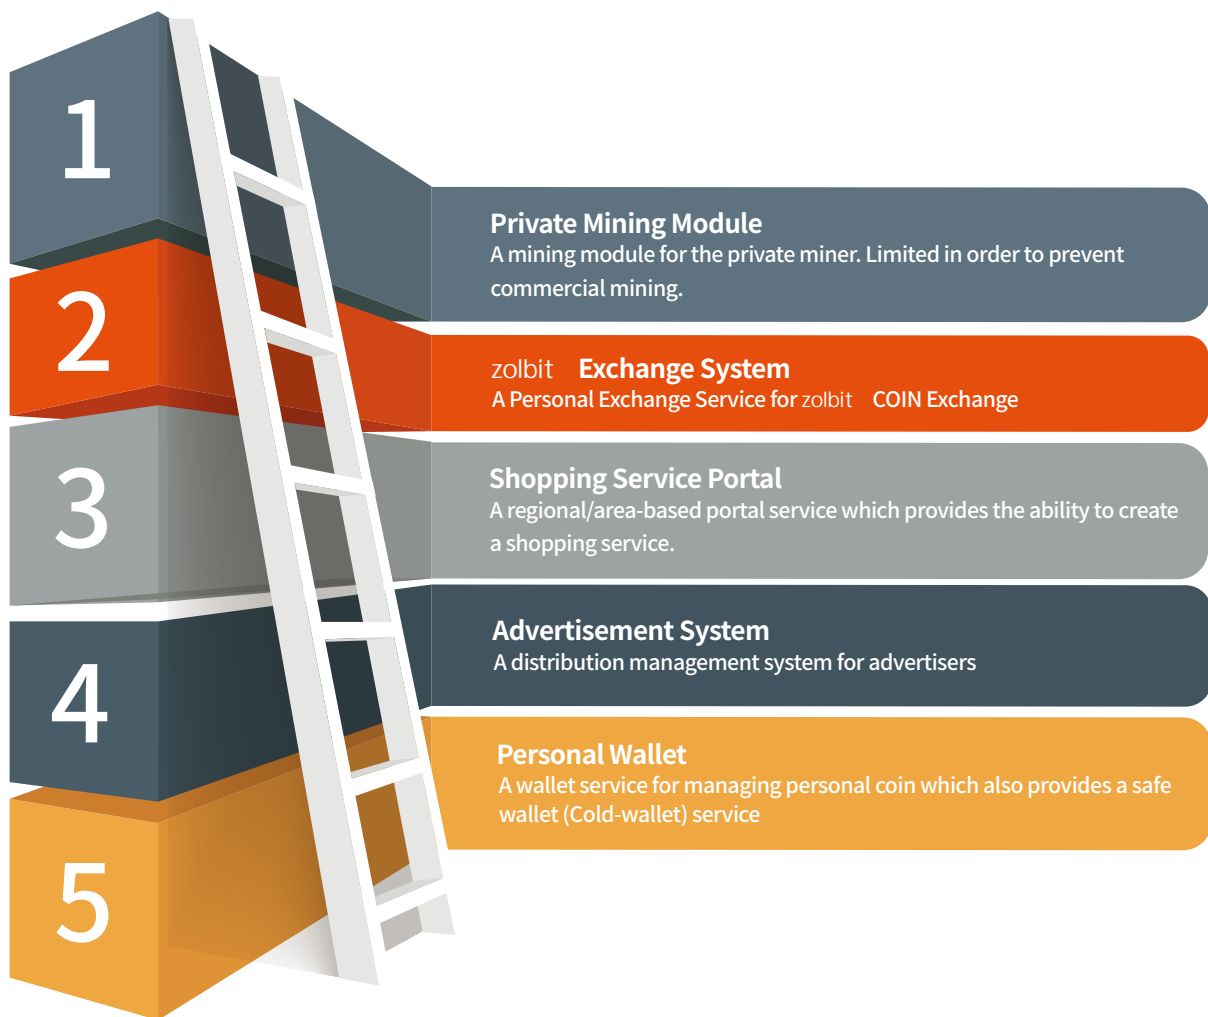 1
Private Mining Module
A mining module for the private miner. Limited in order to prevent
commercial mining.
2
zolbit Exchange System
A Personal Exchange Service for zolbit COIN Exchange
3
Shopping Service Portal
A regional/area-based portal service which provides the ability to create
a shopping service.
4
Advertisement System
A distribution management system for advertisers
5
Personal Wallet
A wallet service for managing personal coin which also provides a safe
wallet (Cold-wallet) service